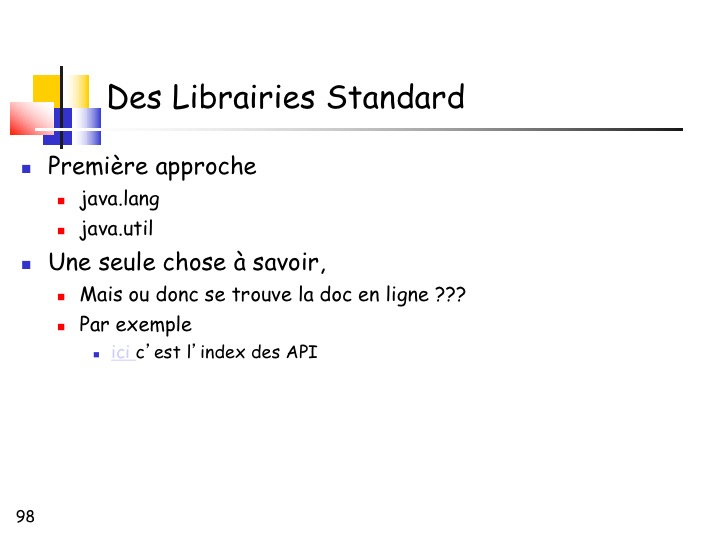 Des Librairies Standard
Première approche
java.lang
java.util
Une seule chose à savoir,
Mais ou donc se trouve la doc en ligne ???
Par exemple
ici c’est l’index des API
98